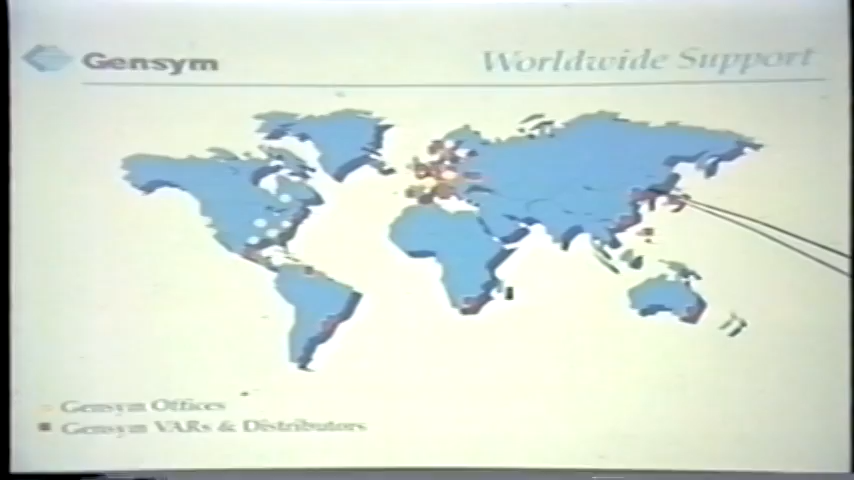 Gensym
Worldwide Support
Gensym Offices
Gensym VARs & Distributors